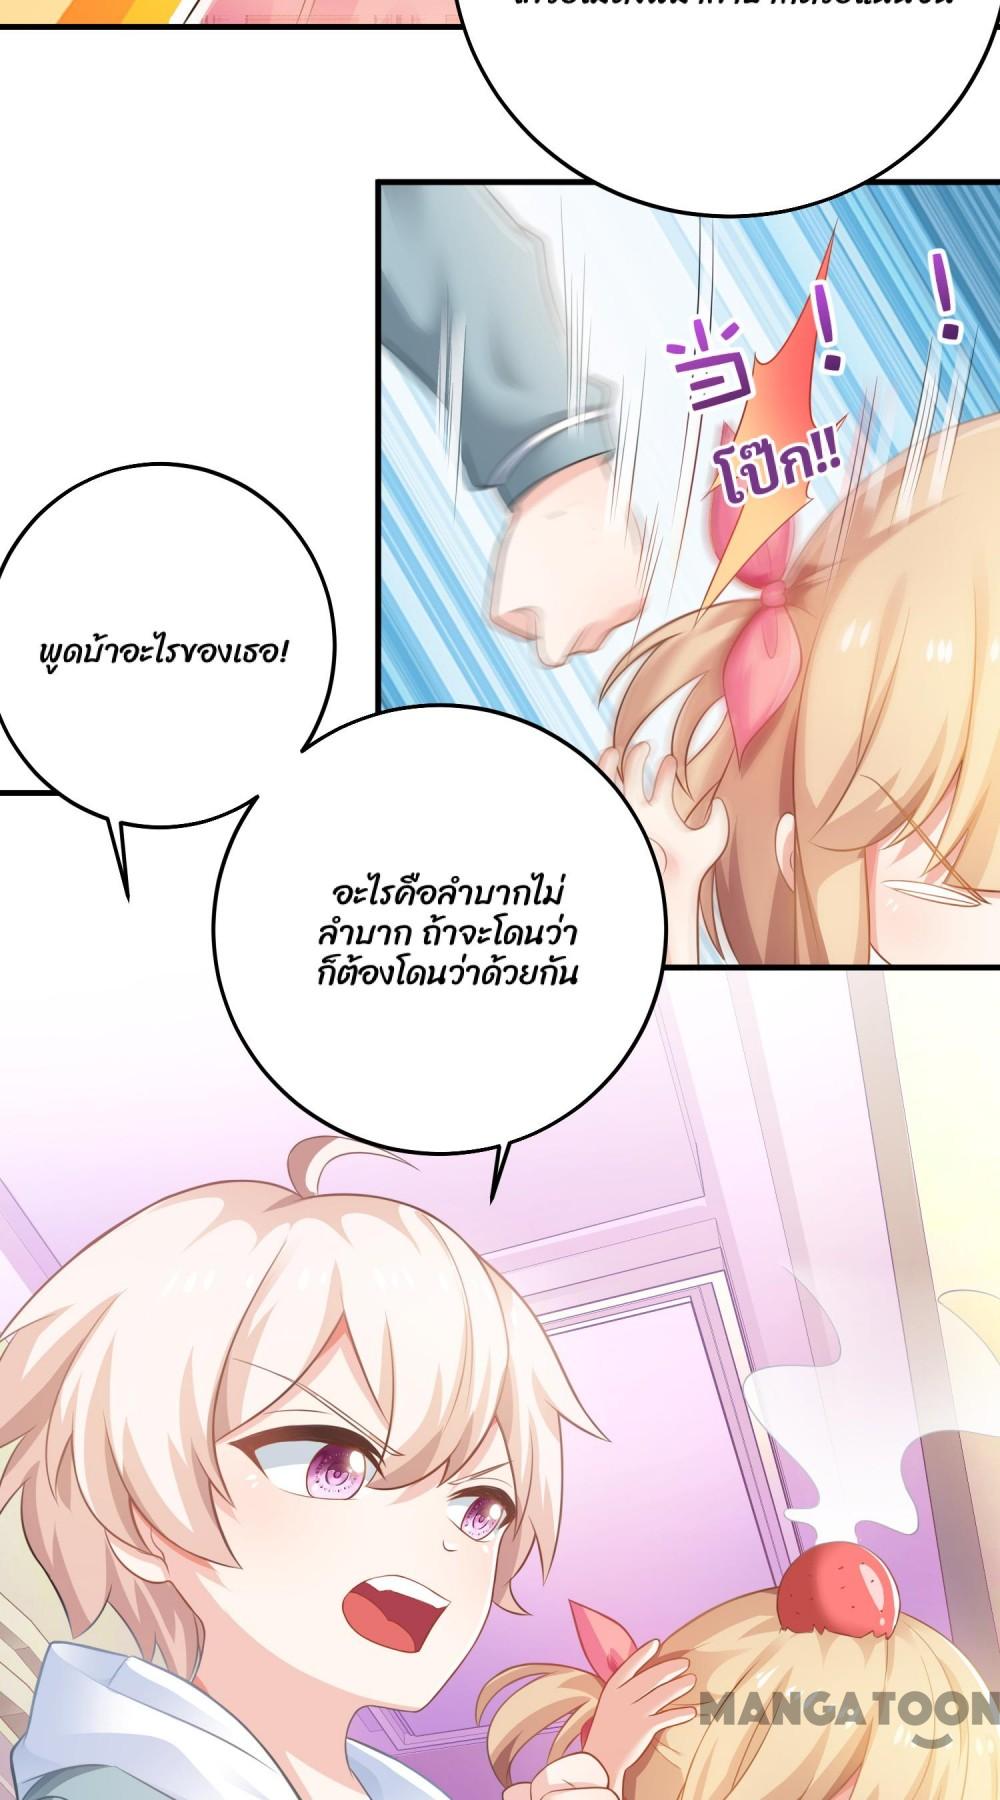 当!!
โป๊ก!!
พูดบ้าอะไรของเธอ!
อะไรคือลำบากไม่
ลำบาก ถ้าจะโดนว่า
ก็ต้องโดนว่าด้วยกัน
MANGATOON